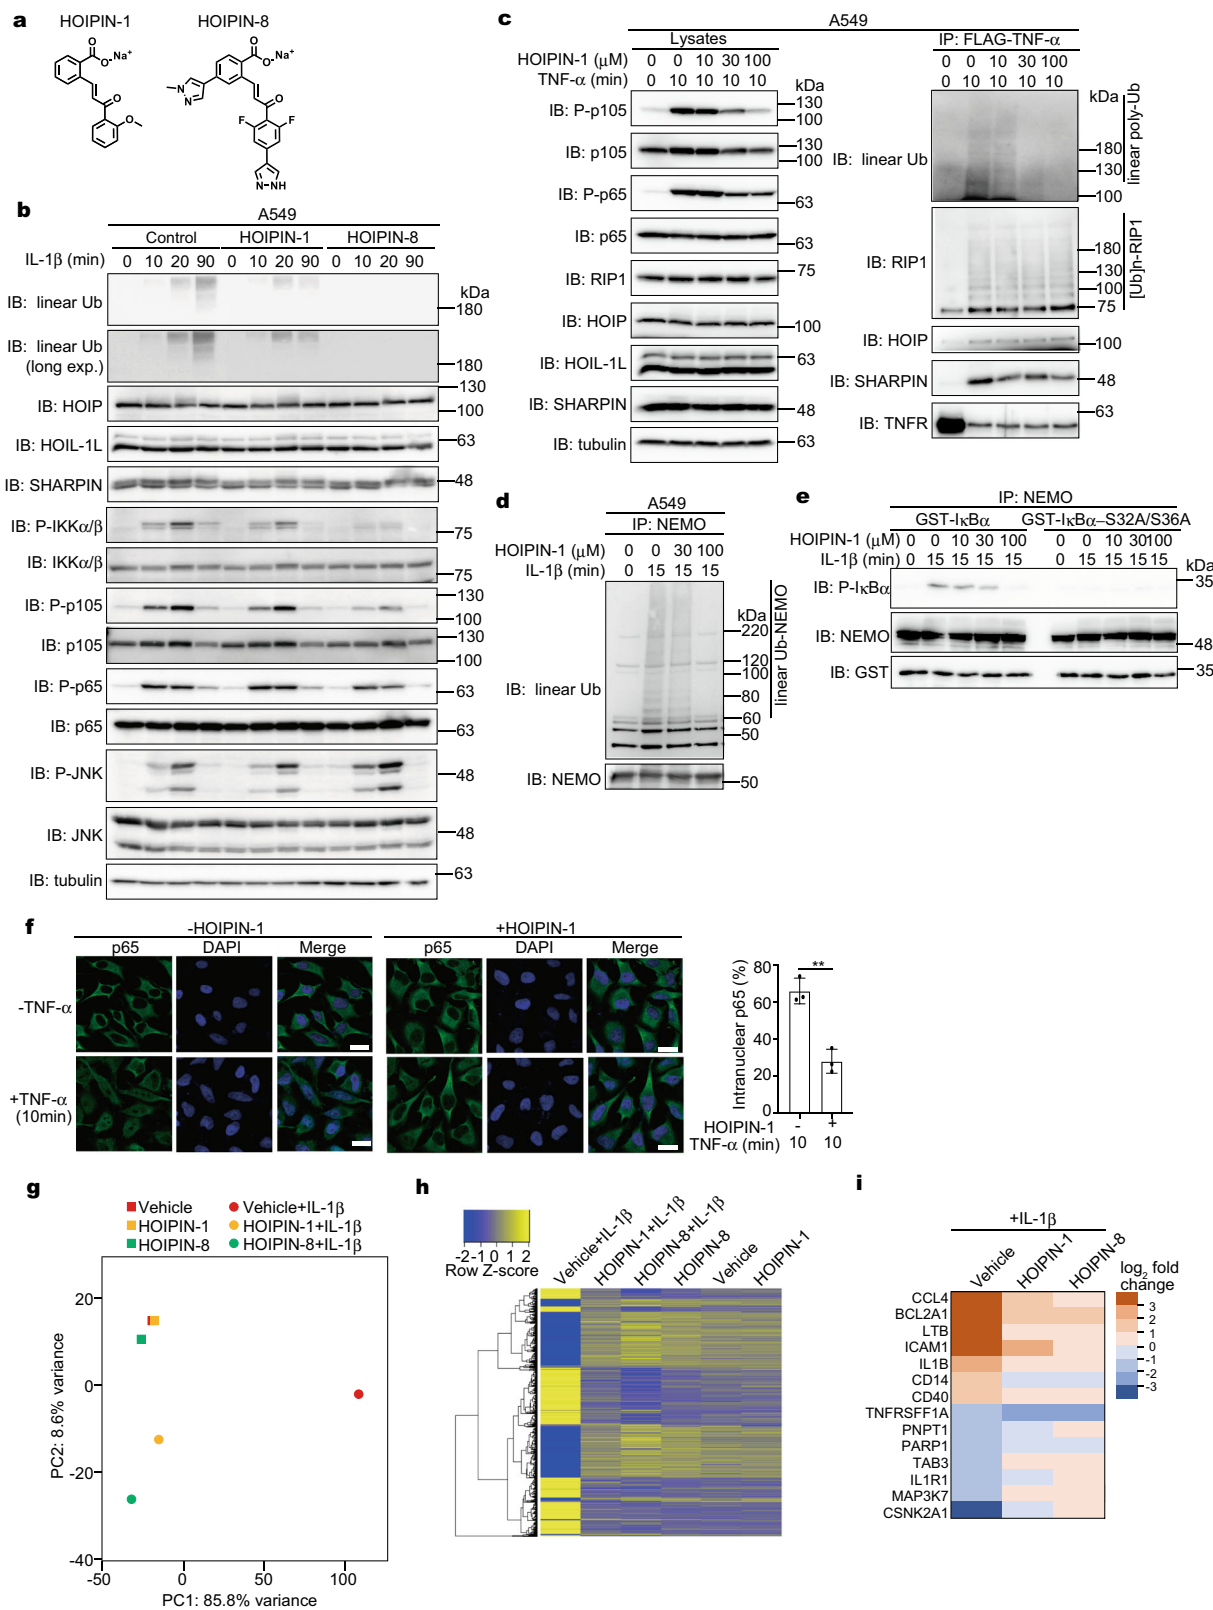 a
HOIPIN-1
HOIPIN-8
O
O-Na+
O
O
O
O-Na+
N
N
O
F
F
N-NH
b
A549
Control HOIPIN-1 HOIPIN-8
IL-1β (min) 0 10 20 90 0 10 20 90 0 10 20 90
kDa
IB: linear Ub
180
IB: linear Ub
(long exp.)
180
130
IB: HOIP
100
IB: HOIL-1L
63
IB: SHARPIN
48
IB: P-IKKα/β
75
IB: IKKα/β
75
IB: P-p105
130
100
IB: p105
130
100
IB: P-p65
63
IB: p65
63
IB: P-JNK
48
IB: JNK
48
IB: tubulin
63
c
A549
Lysates
HOIPIN-1 (μM) 0 0 10 30 100
TNF-α (min) 0 10 10 10 10
kDa
IB: P-p105
130
100
IB: p105
130
100
IB: P-p65
63
IB: p65
63
IB: RIP1
75
IB: HOIP
100
IB: HOIL-1L
63
IB: SHARPIN
48
IB: tubulin
63
IP: FLAG-TNF-α
0 0 10 30 100
0 10 10 10 10
kDa
IB: linear Ub
180
130
100
linear poly-Ub
IB: RIP1
180
130
100
75
[Ub]n-RIP1
IB: HOIP
100
IB: SHARPIN
48
IB: TNFR
63
d
A549
IP: NEMO
HOIPIN-1 (μM) 0 0 30 100
IL-1β (min) 0 15 15 15
kDa
220
120
100
80
60
50
IB: linear Ub
linear Ub-NEMO
IB: NEMO
50
e
IP: NEMO
GST-IκBα GST-IκBα–S32A/S36A
HOIPIN-1 (μM) 0 0 10 30 100 0 0 10 30 100
IL-1β (min) 0 15 15 15 15 0 15 15 15 15
kDa
IB: P-IκBα
35
IB: NEMO
48
IB: GST
35
f
-HOIPIN-1 +HOIPIN-1
p65 DAPI Merge p65 DAPI Merge
-TNF-α
+TNF-α
(10min)
Intranuclear p65 (%)
80
60
40
20
0
**
HOIPIN-1 - +
TNF-α (min) 10 10
g
Vehicle Vehicle+IL-1β
HOIPIN-1 HOIPIN-1+IL-1β
HOIPIN-8 HOIPIN-8+IL-1β
PC2: 8.6% variance
20
0
-20
-40
-50 0 50 100
PC1: 85.8% variance
h
-2 -1 0 1 2
Row Z-score
Vehicle+IL-1β
HOIPIN-1+IL-1β
HOIPIN-8+IL-1β
HOIPIN-8
Vehicle
HOIPIN-1
i
+IL-1β
Vehicle
HOIPIN-1
HOIPIN-8
log2 fold
change
3
2
1
0
-1
-2
-3
CCL4
BCL2A1
LTB
ICAM1
IL1B
CD14
CD40
TNFRSFF1A
PNPT1
PARP1
TAB3
IL1R1
MAP3K7
CSNK2A1